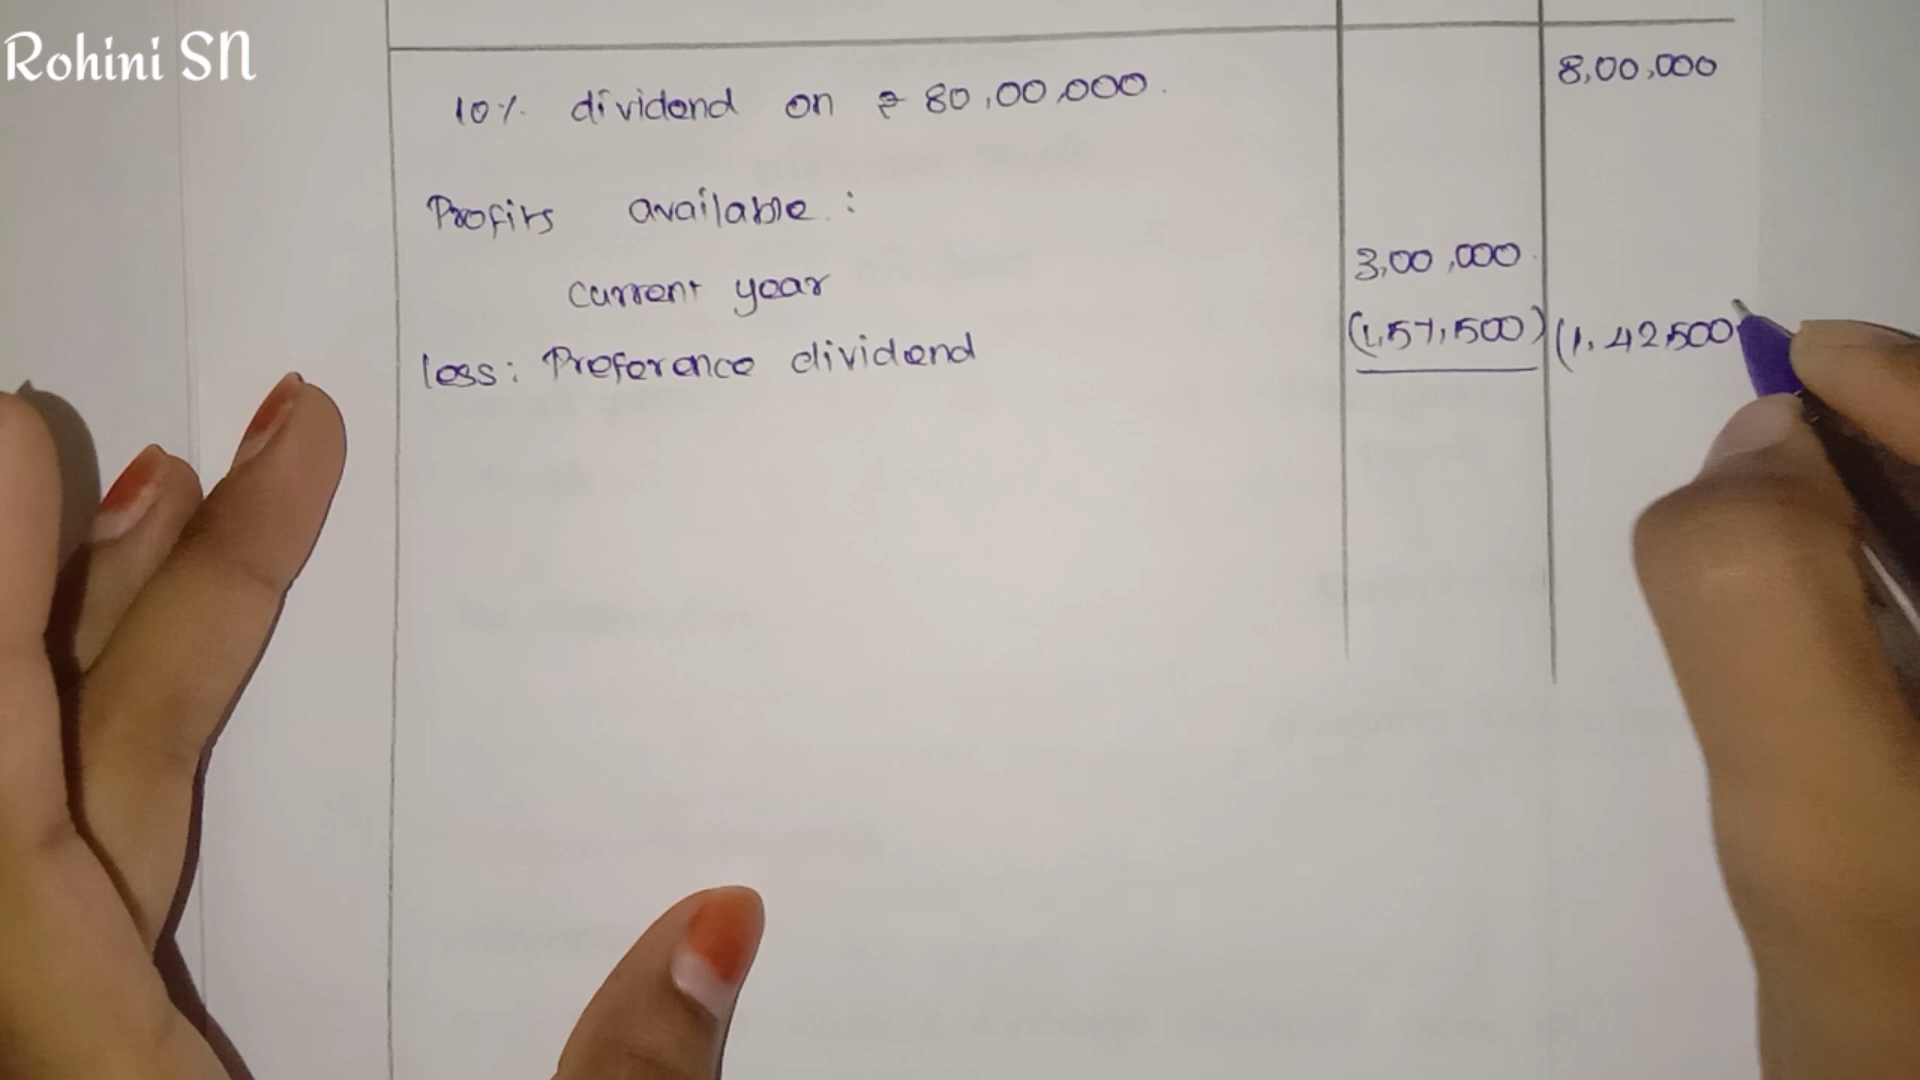 Rohini SN
10% dividend on ₹ 80,00,000. 8,00,000
Profits available :
current year 3,00,000
less: Preference dividend (1,57,500) (1,42,500